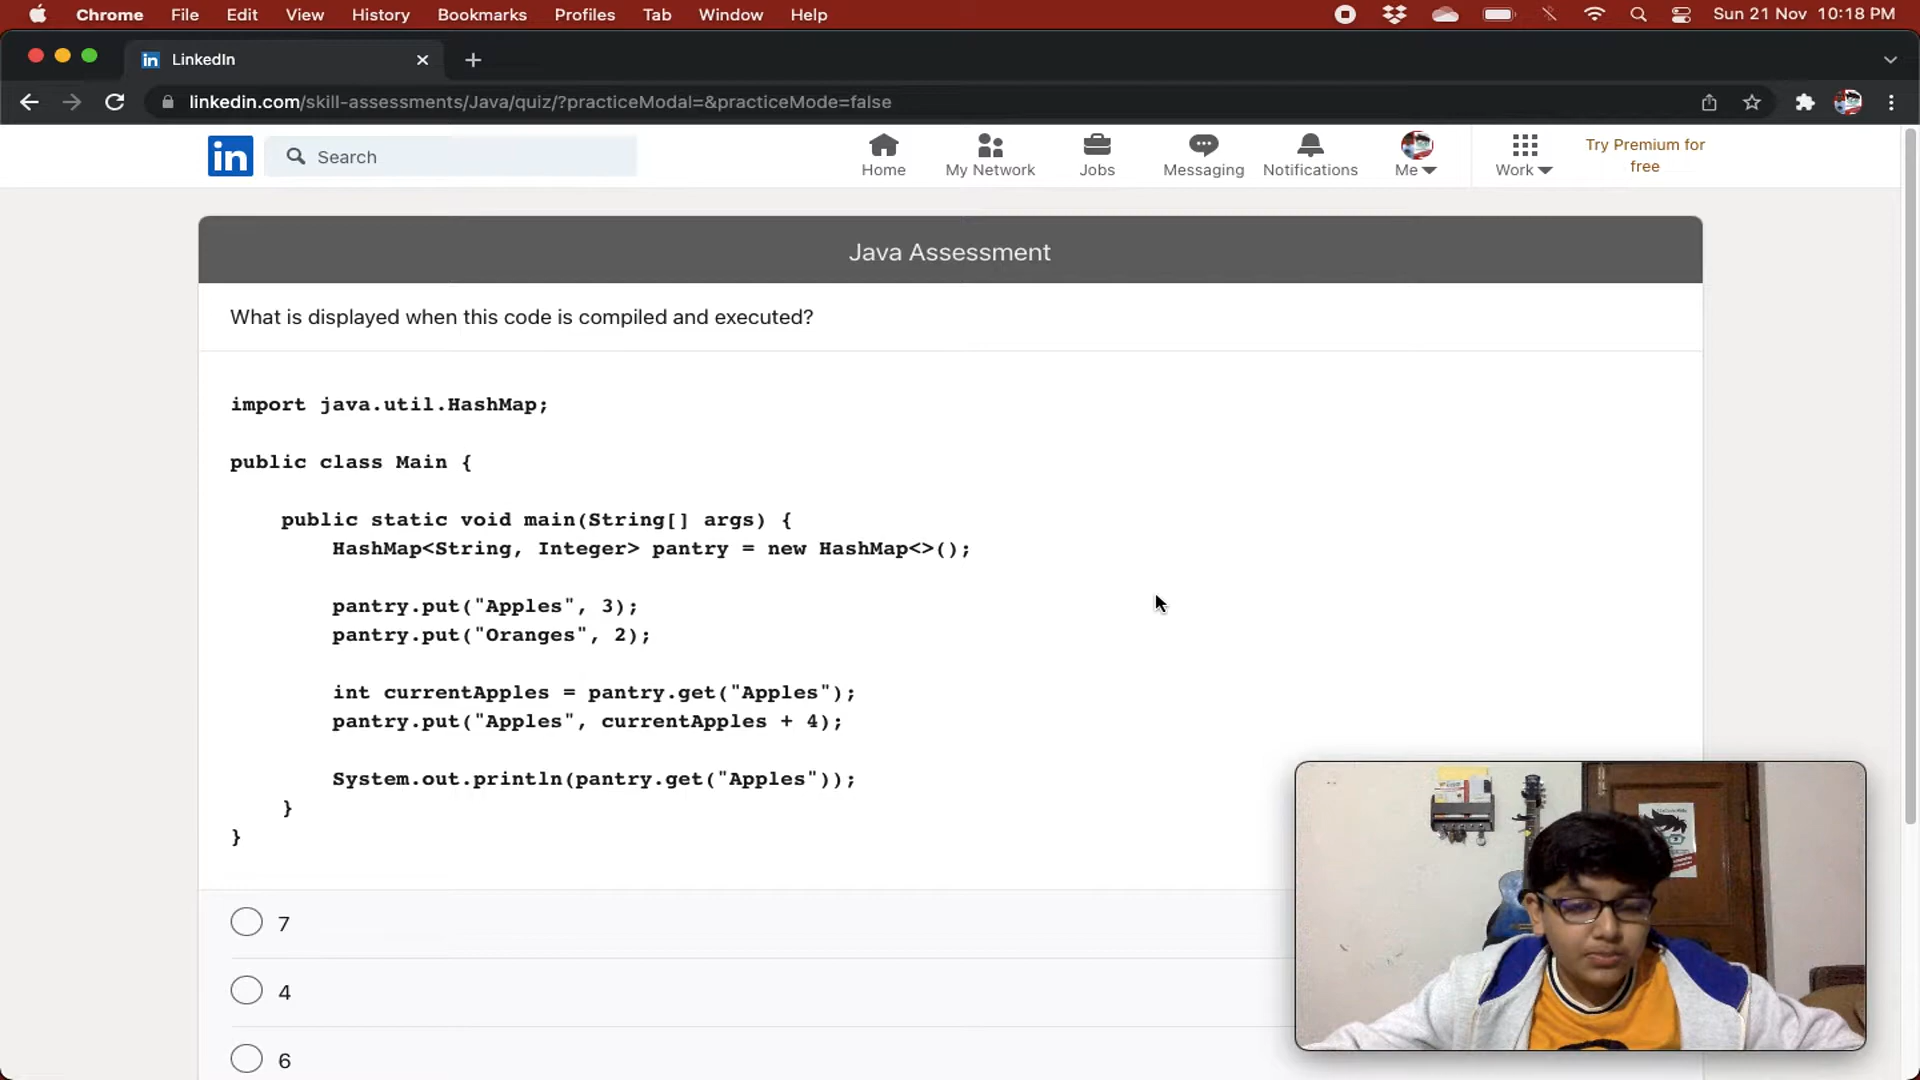 Chrome File Edit View History Bookmarks Profiles Tab Window Help Sun 21 Nov 10:18 PM
in LinkedIn
linkedin.com/skill-assessments/Java/quiz/?practiceModal=&practiceMode=false
in Search Home My Network Jobs Messaging Notifications Me Work Try Premium for free
Java Assessment
What is displayed when this code is compiled and executed?
import java.util.HashMap;
public class Main {
public static void main(String[] args) {
HashMap<String, Integer> pantry = new HashMap<>();
pantry.put("Apples", 3);
pantry.put("Oranges", 2);
int currentApples = pantry.get("Apples");
pantry.put("Apples", currentApples + 4);
System.out.println(pantry.get("Apples"));
}
}
7
4
6